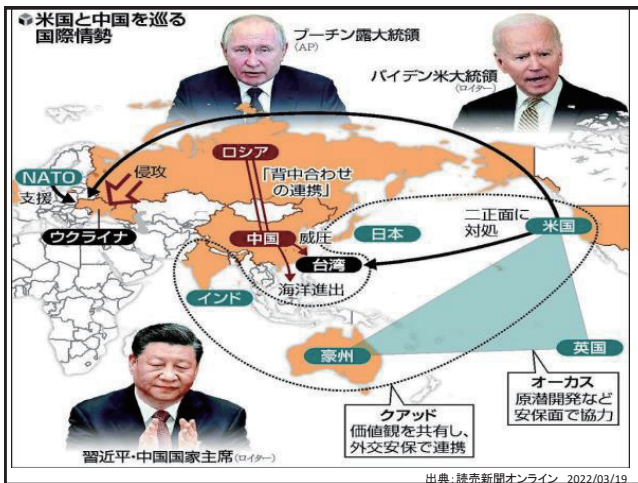 米国と中国を巡る
国際情勢
プーチン露大統領
(AP)
バイデン米大統領
(ロイター)
NATO
支援
侵攻
ウクライナ
ロシア
「背中合わせ
の連携」
中国
威圧
日本
台湾
海洋進出
二正面に
対処
米国
インド
豪州
英国
オーカス
原潜開発など
安保面で協力
クアッド
価値観を共有し、
外交安保で連携
習近平・中国国家主席(ロイター)
出典：読売新聞オンライン 2022/03/19